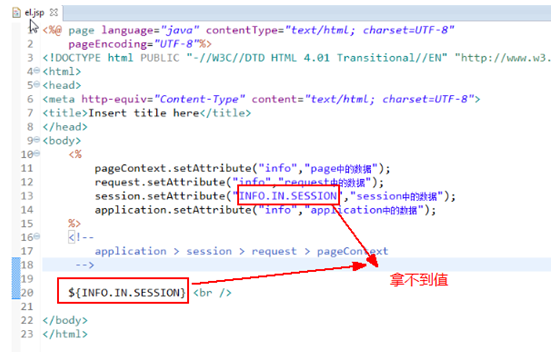 el.jsp
1 <%@ page language="java" contentType="text/html; charset=UTF-8"
2 pageEncoding="UTF-8"%>
3 <!DOCTYPE html PUBLIC "-//W3C//DTD HTML 4.01 Transitional//EN" "http://www.w3.
4 <html>
5 <head>
6 <meta http-equiv="Content-Type" content="text/html; charset=UTF-8">
7 <title>Insert title here</title>
8 </head>
9 <body>
10 <%
11 pageContext.setAttribute("info","page中的数据");
12 request.setAttribute("info","request中的数据");
13 session.setAttribute("INFO.IN.SESSION","session中的数据");
14 application.setAttribute("info","application中的数据");
15 %>
16 <!--
17 application > session > request > pageContext
18 -->
19
拿不到值
20 ${INFO.IN.SESSION} <br />
21
22 </body>
23 </html>